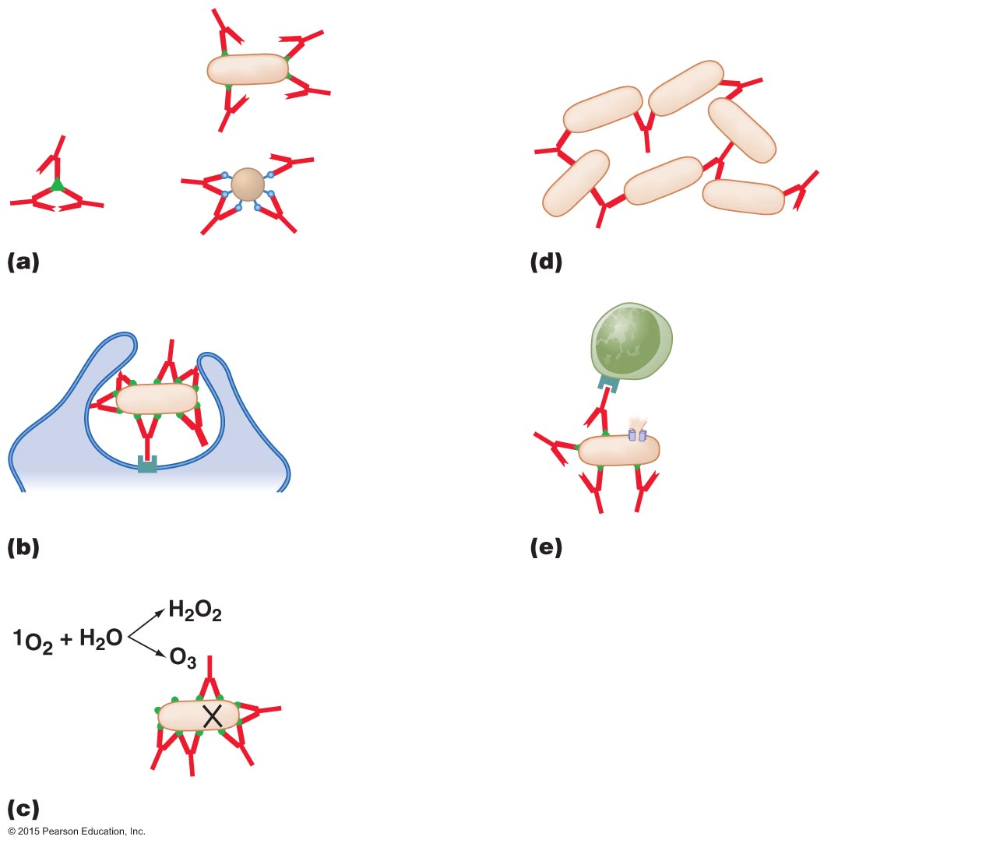 (a)
(d)
(b)
(e)
H₂O₂
¹O₂ + H₂O
O₃
(c)
© 2015 Pearson Education, Inc.